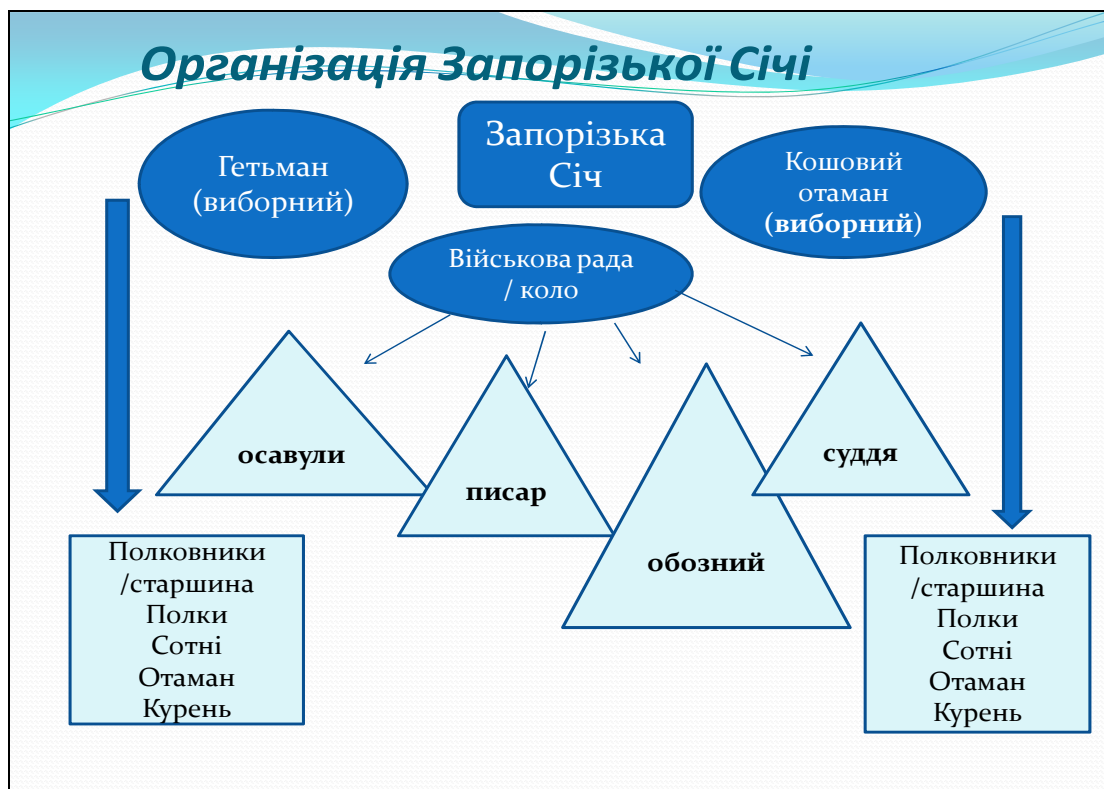 Організація Запорізької Січі
Гетьман
(виборний)
Запорізька
Січ
Кошовий
отаман
(виборний)
Військова рада
/ коло
осавули
писар
обозний
суддя
Полковники
/старшина
Полки
Сотні
Отаман
Курень
Полковники
/старшина
Полки
Сотні
Отаман
Курень